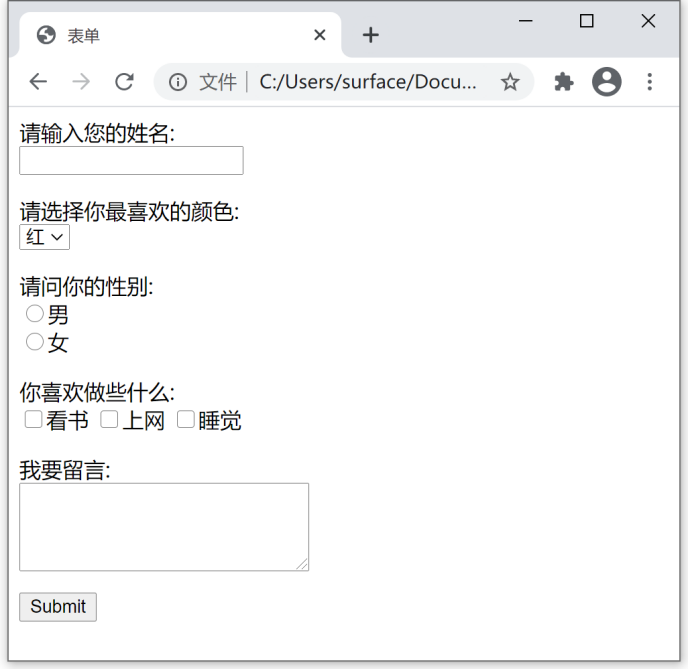 表单
文件 C:/Users/surface/Docu...
请输入您的姓名:
请选择你最喜欢的颜色:
红
请问你的性别:
男
女
你喜欢做些什么:
看书 上网 睡觉
我要留言:
Submit